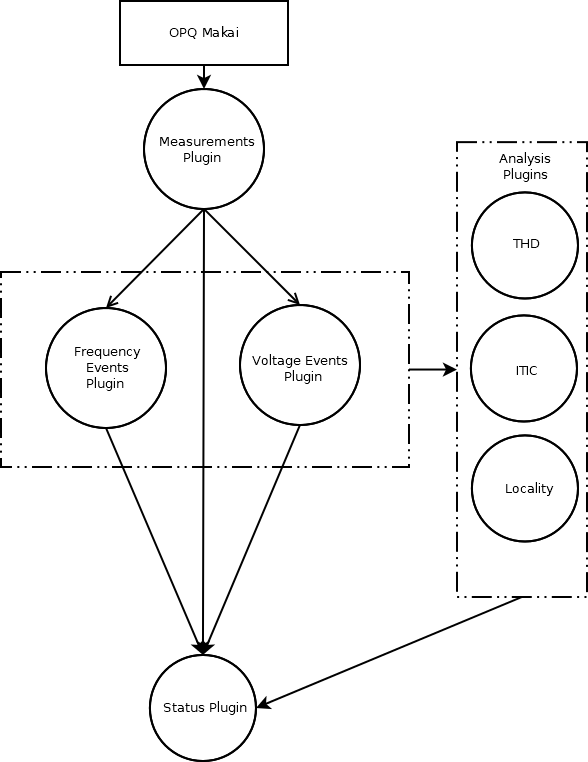 OPQ Makai
Measurements
Plugin
Analysis
Plugins
THD
Frequency
Events
Plugin
Voltage Events
Plugin
ITIC
Locality
Status Plugin